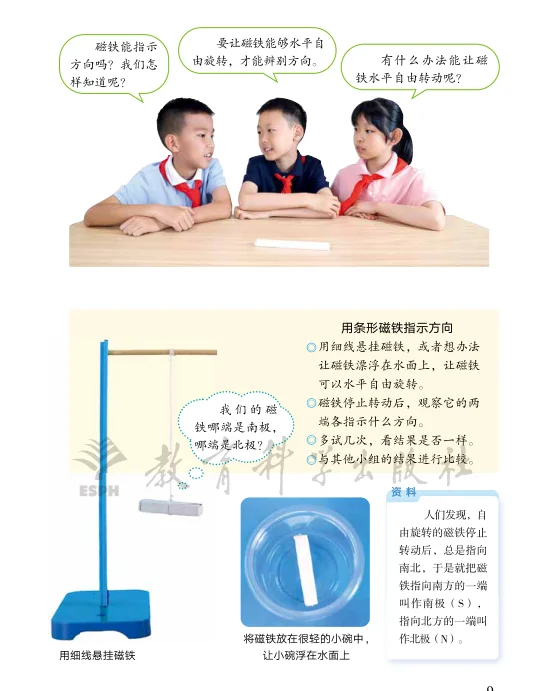 磁铁能指示
方向吗？我们怎
样知道呢？
要让磁铁能够水平自
由旋转，才能辨别方向。
有什么办法能让磁
铁水平自由转动呢？
用条形磁铁指示方向
用细线悬挂磁铁，或者想办法
让磁铁漂浮在水面上，让磁铁
可以水平自由旋转。
磁铁停止转动后，观察它的两
端各指示什么方向。
多试几次，看结果是否一样。
与其他小组的结果进行比较。
我们的磁
铁哪端是南极，
哪端是北极？
ESPH 教育科学出版社
资料
人们发现，自
由旋转的磁铁停止
转动后，总是指向
南北，于是就把磁
铁指向南方的一端
叫作南极（S），
指向北方的一端叫
作北极（N）。
用细线悬挂磁铁
将磁铁放在很轻的小碗中，
让小碗浮在水面上
9